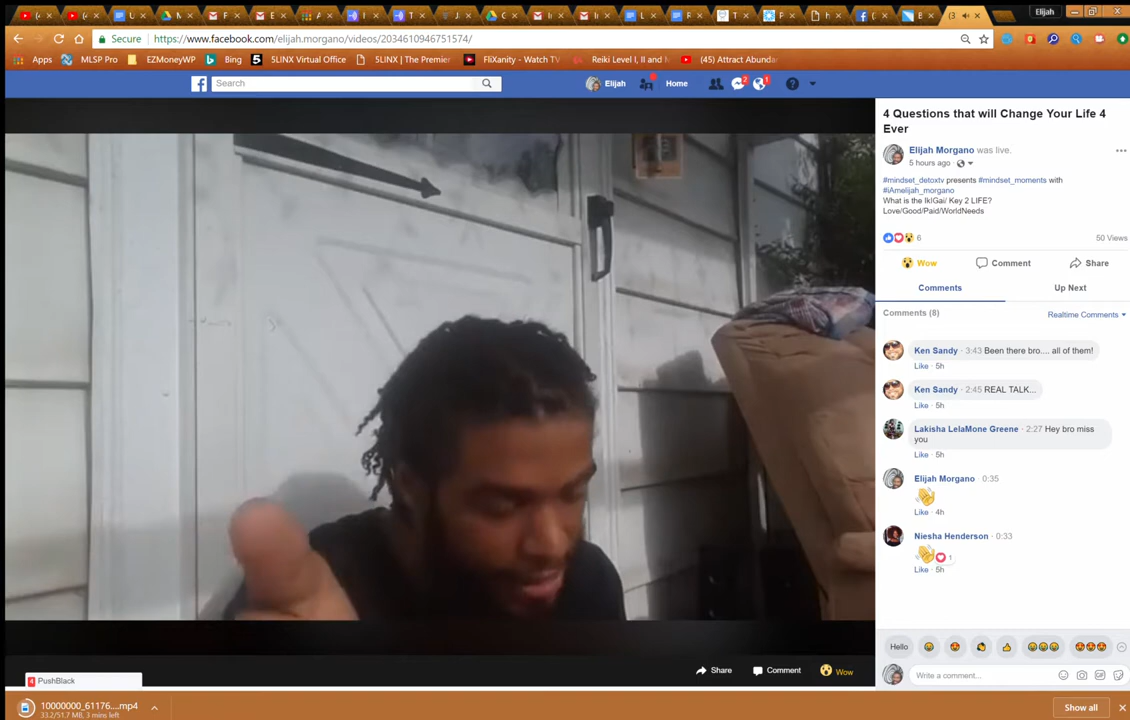 Elijah
Secure https://www.facebook.com/elijah.morgano/videos/2034610946751574/
Apps MLSP Pro EZMoneyWP Bing 5LINX Virtual Office 5LINX | The Premier FliXanity - Watch TV Reiki Level I, II and (45) Attract Abunda
Search Elijah Home 2 1
4 Questions that will Change Your Life 4
Ever
Elijah Morgano was live.
5 hours ago
#mindset_detoxtv presents #mindset_moments with
#iAmelijah_morgano
What is the IkIGai/ Key 2 LIFE?
Love/Good/Paid/WorldNeeds
6 50 Views
Wow Comment Share
Comments Up Next
Comments (8) Realtime Comments
Ken Sandy · 3:43 Been there bro.... all of them!
Like · 5h
Ken Sandy · 2:45 REAL TALK...
Like · 5h
Lakisha LelaMone Greene · 2:27 Hey bro miss
you
Like · 5h
Elijah Morgano · 0:35
Like · 4h
Niesha Henderson · 0:33
1
Like · 5h
Hello
Write a comment...
Share Comment Wow
4 PushBlack
10000000_61176....mp4
33.2/51.7 MB, 3 mins left
Show all